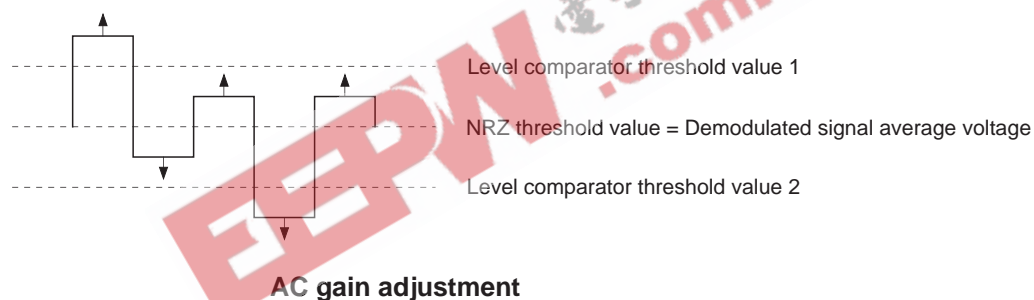 Level comparator threshold value 1
NRZ threshold value = Demodulated signal average voltage
Level comparator threshold value 2
AC gain adjustment
EEPW
.com